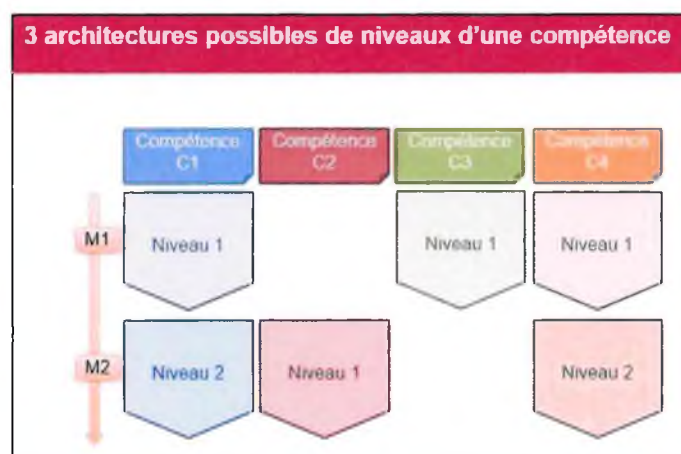 3 architectures possibles de niveaux d'une compétence
Compétence Compétence Compétence Compétence
C1 C2 C3 C4
M1 Niveau 1 Niveau 1 Niveau 1
M2 Niveau 2 Niveau 1 Niveau 2